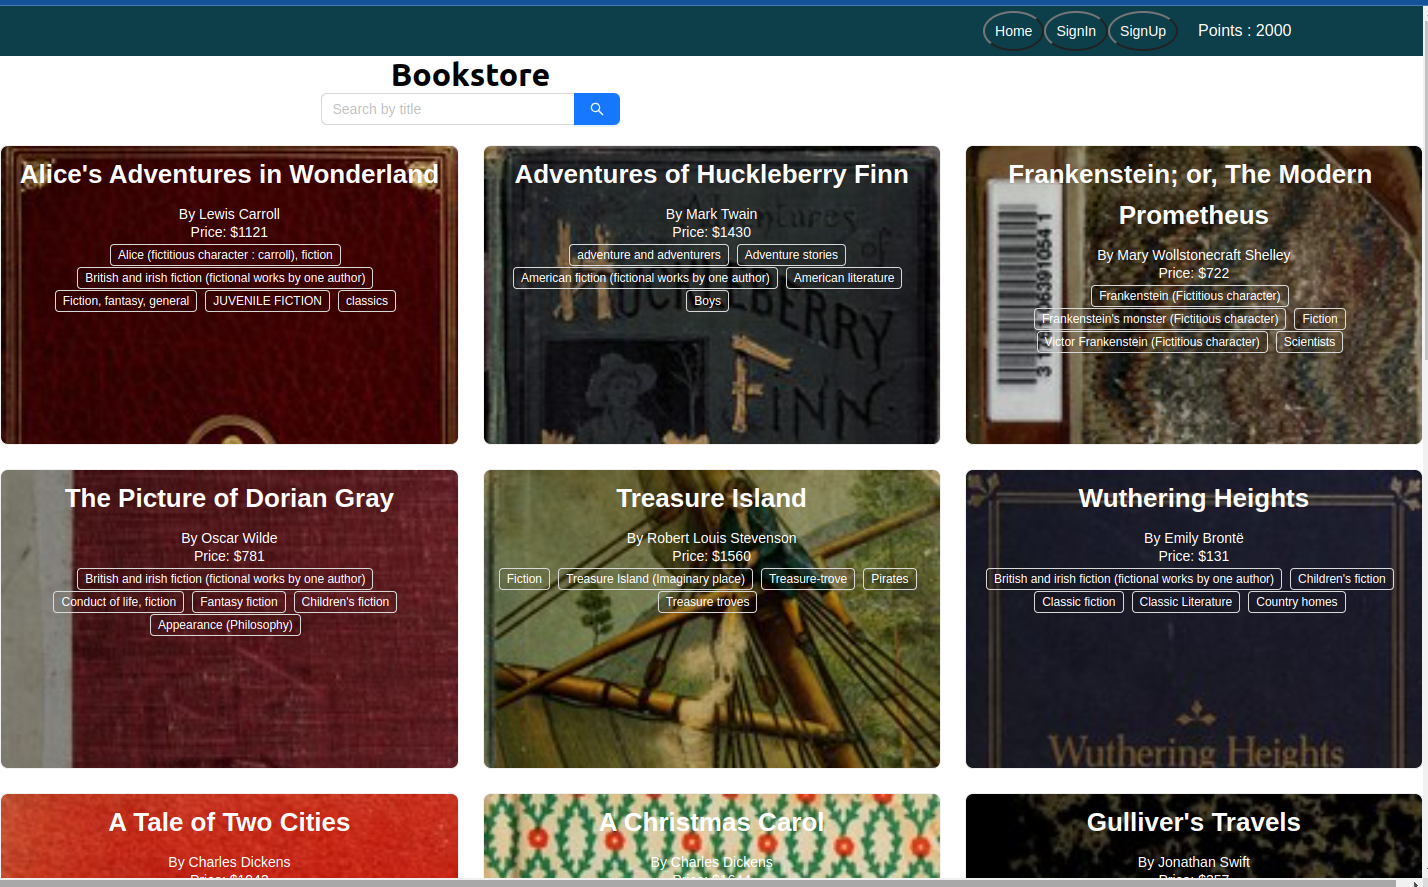 Home SignIn SignUp Points : 2000
Bookstore
Search by title
Alice's Adventures in Wonderland
By Lewis Carroll
Price: $1121
Alice (fictitious character : carroll), fiction
British and irish fiction (fictional works by one author)
Fiction, fantasy, general JUVENILE FICTION classics
Adventures of Huckleberry Finn
By Mark Twain
Price: $1430
adventure and adventurers Adventure stories
American fiction (fictional works by one author) American literature
Boys
HUCKLEBERRY
FINN
Frankenstein; or, The Modern
Prometheus
By Mary Wollstonecraft Shelley
Price: $722
Frankenstein (Fictitious character)
Frankenstein's monster (Fictitious character) Fiction
Victor Frankenstein (Fictitious character) Scientists
The Picture of Dorian Gray
By Oscar Wilde
Price: $781
British and irish fiction (fictional works by one author)
Conduct of life, fiction Fantasy fiction Children's fiction
Appearance (Philosophy)
Treasure Island
By Robert Louis Stevenson
Price: $1560
Fiction Treasure Island (Imaginary place) Treasure-trove Pirates
Treasure troves
Wuthering Heights
By Emily Brontë
Price: $131
British and irish fiction (fictional works by one author) Children's fiction
Classic fiction Classic Literature Country homes
Wuthering Heights
A Tale of Two Cities
By Charles Dickens
A Christmas Carol
By Charles Dickens
Gulliver's Travels
By Jonathan Swift